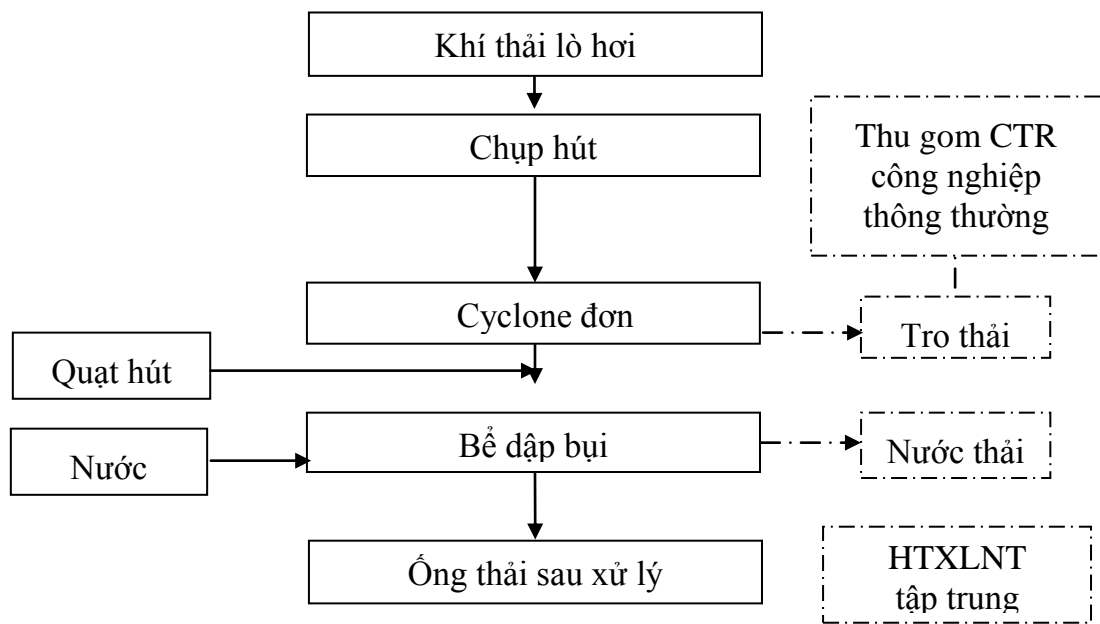 Khí thải lò hơi
Chụp hút
Thu gom CTR
công nghiệp
thông thường
Cyclone đơn
Tro thải
Quạt hút
Bể dập bụi
Nước thải
Nước
Ống thải sau xử lý
HTXLNT
tập trung